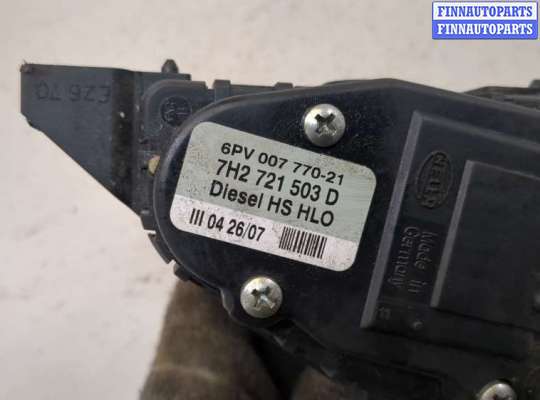 FINNAUTOPARTS
FINNAUTOPARTS
6PV 007 770-21
7H2 721 503 D
Diesel HS HLO
III 04 26/07
HELLA
Made in
Germany